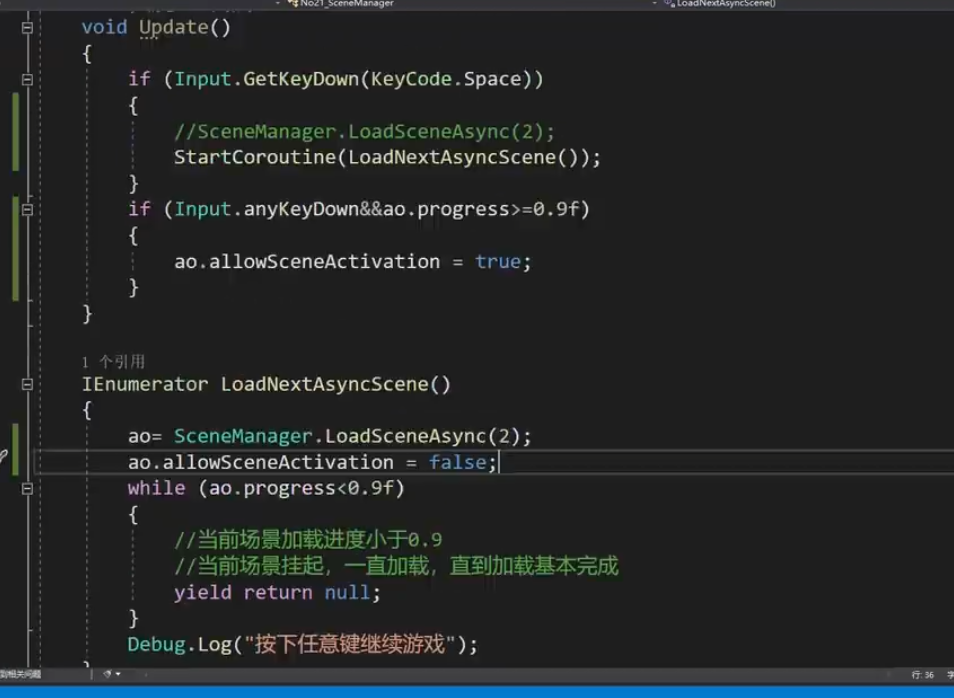 No21_SceneManager
LoadNextAsyncScene()
void Update()
{
if (Input.GetKeyDown(KeyCode.Space))
{
//SceneManager.LoadSceneAsync(2);
StartCoroutine(LoadNextAsyncScene());
}
if (Input.anyKeyDown&&ao.progress>=0.9f)
{
ao.allowSceneActivation = true;
}
}
1 个引用
IEnumerator LoadNextAsyncScene()
{
ao= SceneManager.LoadSceneAsync(2);
ao.allowSceneActivation = false;
while (ao.progress<0.9f)
{
//当前场景加载进度小于0.9
//当前场景挂起，一直加载，直到加载基本完成
yield return null;
}
Debug.Log("按下任意键继续游戏");
到相关问题
行: 36